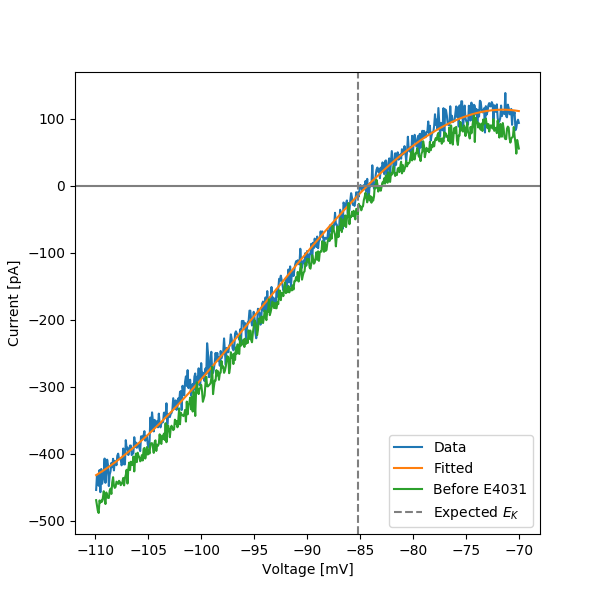 100
0
−100
−200
−300
−400
−500
Current [pA]
Data
Fitted
Before E4031
Expected E_K
−110 −105 −100 −95 −90 −85 −80 −75 −70
Voltage [mV]